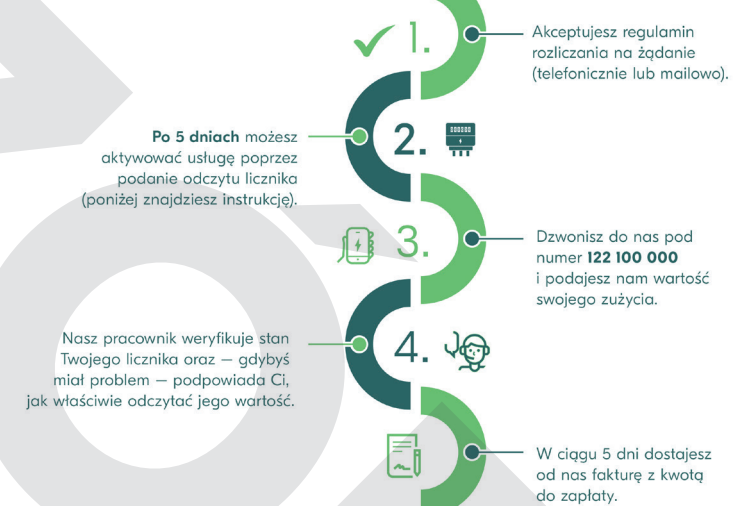 1.
Akceptujesz regulamin
rozliczania na żądanie
(telefonicznie lub mailowo).
2.
Po 5 dniach możesz
aktywować usługę poprzez
podanie odczytu licznika
(poniżej znajdziesz instrukcję).
3.
Dzwonisz do nas pod
numer 122 100 000
i podajesz nam wartość
swojego zużycia.
4.
Nasz pracownik weryfikuje stan
Twojego licznika oraz — gdybyś
miał problem — podpowiada Ci,
jak właściwie odczytać jego wartość.
W ciągu 5 dni dostajesz
od nas fakturę z kwotą
do zapłaty.